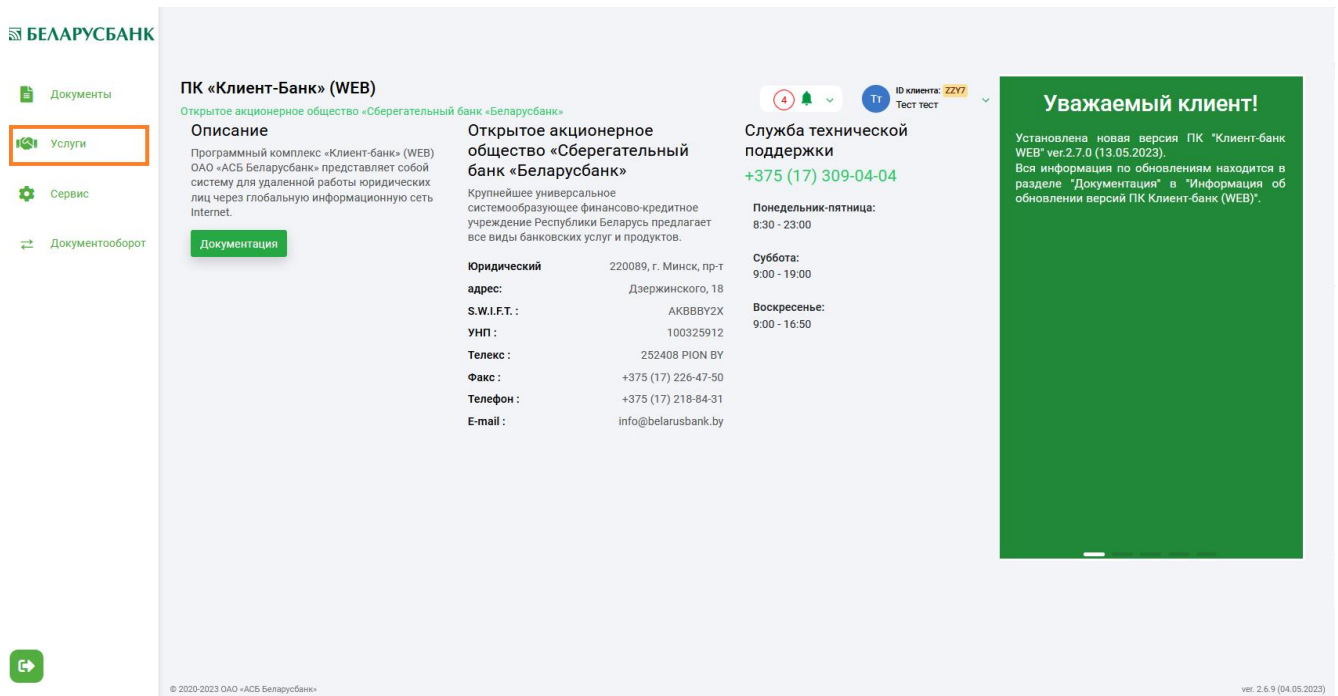 БЕЛАРУСБАНК
Документы
Услуги
Сервис
Документооборот
ПК «Клиент-Банк» (WEB)
Открытое акционерное общество «Сберегательный банк «Беларусбанк»
4
Тт
ID клиента: ZZY7
Тест тест
Описание
Программный комплекс «Клиент-банк» (WEB)
ОАО «АСБ Беларусбанк» представляет собой
систему для удаленной работы юридических
лиц через глобальную информационную сеть
Internet.
Документация
Открытое акционерное
общество «Сберегательный
банк «Беларусбанк»
Крупнейшее универсальное
системообразующее финансово-кредитное
учреждение Республики Беларусь предлагает
все виды банковских услуг и продуктов.
Юридический 220089, г. Минск, пр-т
адрес: Дзержинского, 18
S.W.I.F.T. : AKBBBY2X
УНП : 100325912
Телекс : 252408 PION BY
Факс : +375 (17) 226-47-50
Телефон : +375 (17) 218-84-31
E-mail : info@belarusbank.by
Служба технической
поддержки
+375 (17) 309-04-04
Понедельник-пятница:
8:30 - 23:00
Суббота:
9:00 - 19:00
Воскресенье:
9:00 - 16:50
Уважаемый клиент!
Установлена новая версия ПК "Клиент-банк
WEB" ver.2.7.0 (13.05.2023).
Вся информация по обновлениям находится в
разделе "Документация" в "Информация об
обновлении версий ПК Клиент-банк (WEB)".
© 2020-2023 ОАО «АСБ Беларусбанк»
ver. 2.6.9 (04.05.2023)